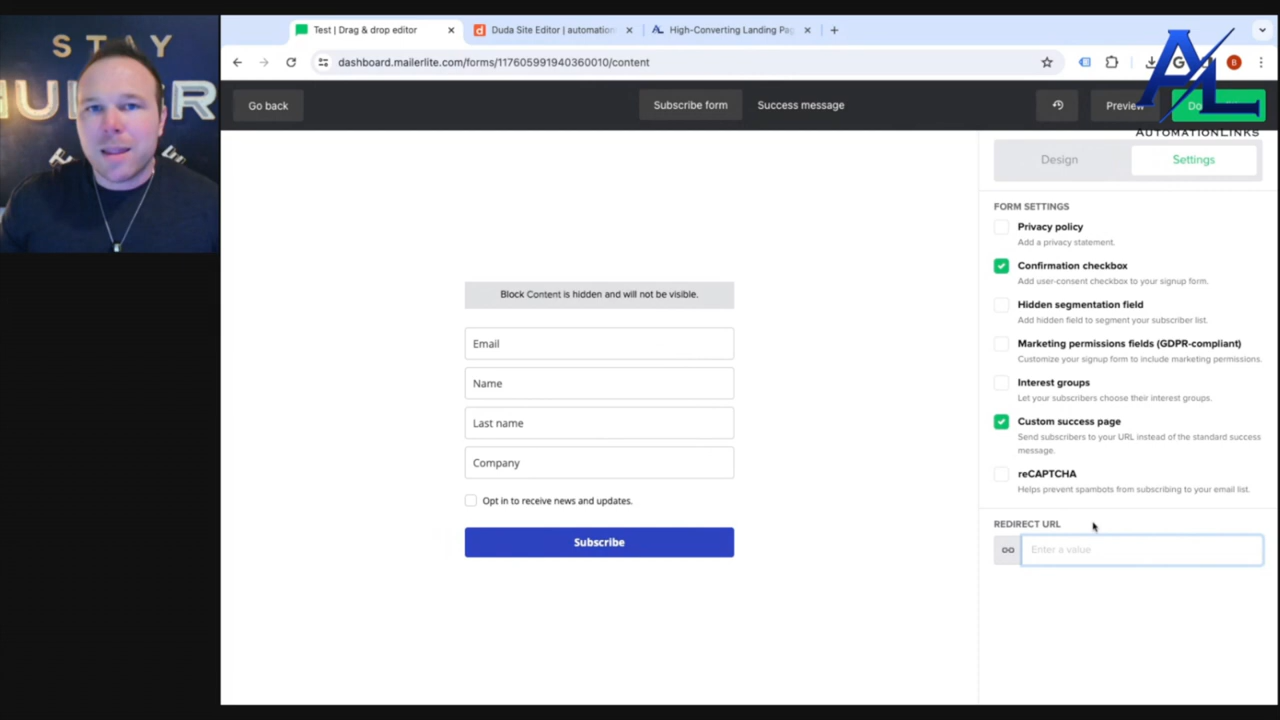 STAY
HUMBLE
Test | Drag & drop editor
Duda Site Editor | automation
High-Converting Landing Pag
dashboard.mailerlite.com/forms/117605991940360010/content
B
AL
AUTOMATIONLINKS
Go back
Subscribe form
Success message
Preview
Design
Settings
FORM SETTINGS
Privacy policy
Add a privacy statement.
Confirmation checkbox
Add user-consent checkbox to your signup form.
Hidden segmentation field
Add hidden field to segment your subscriber list.
Marketing permissions fields (GDPR-compliant)
Customize your signup form to include marketing permissions.
Interest groups
Let your subscribers choose their interest groups.
Custom success page
Send subscribers to your URL instead of the standard success
message.
reCAPTCHA
Helps prevent spambots from subscribing to your email list.
REDIRECT URL
Enter a value
Block Content is hidden and will not be visible.
Email
Name
Last name
Company
Opt in to receive news and updates.
Subscribe